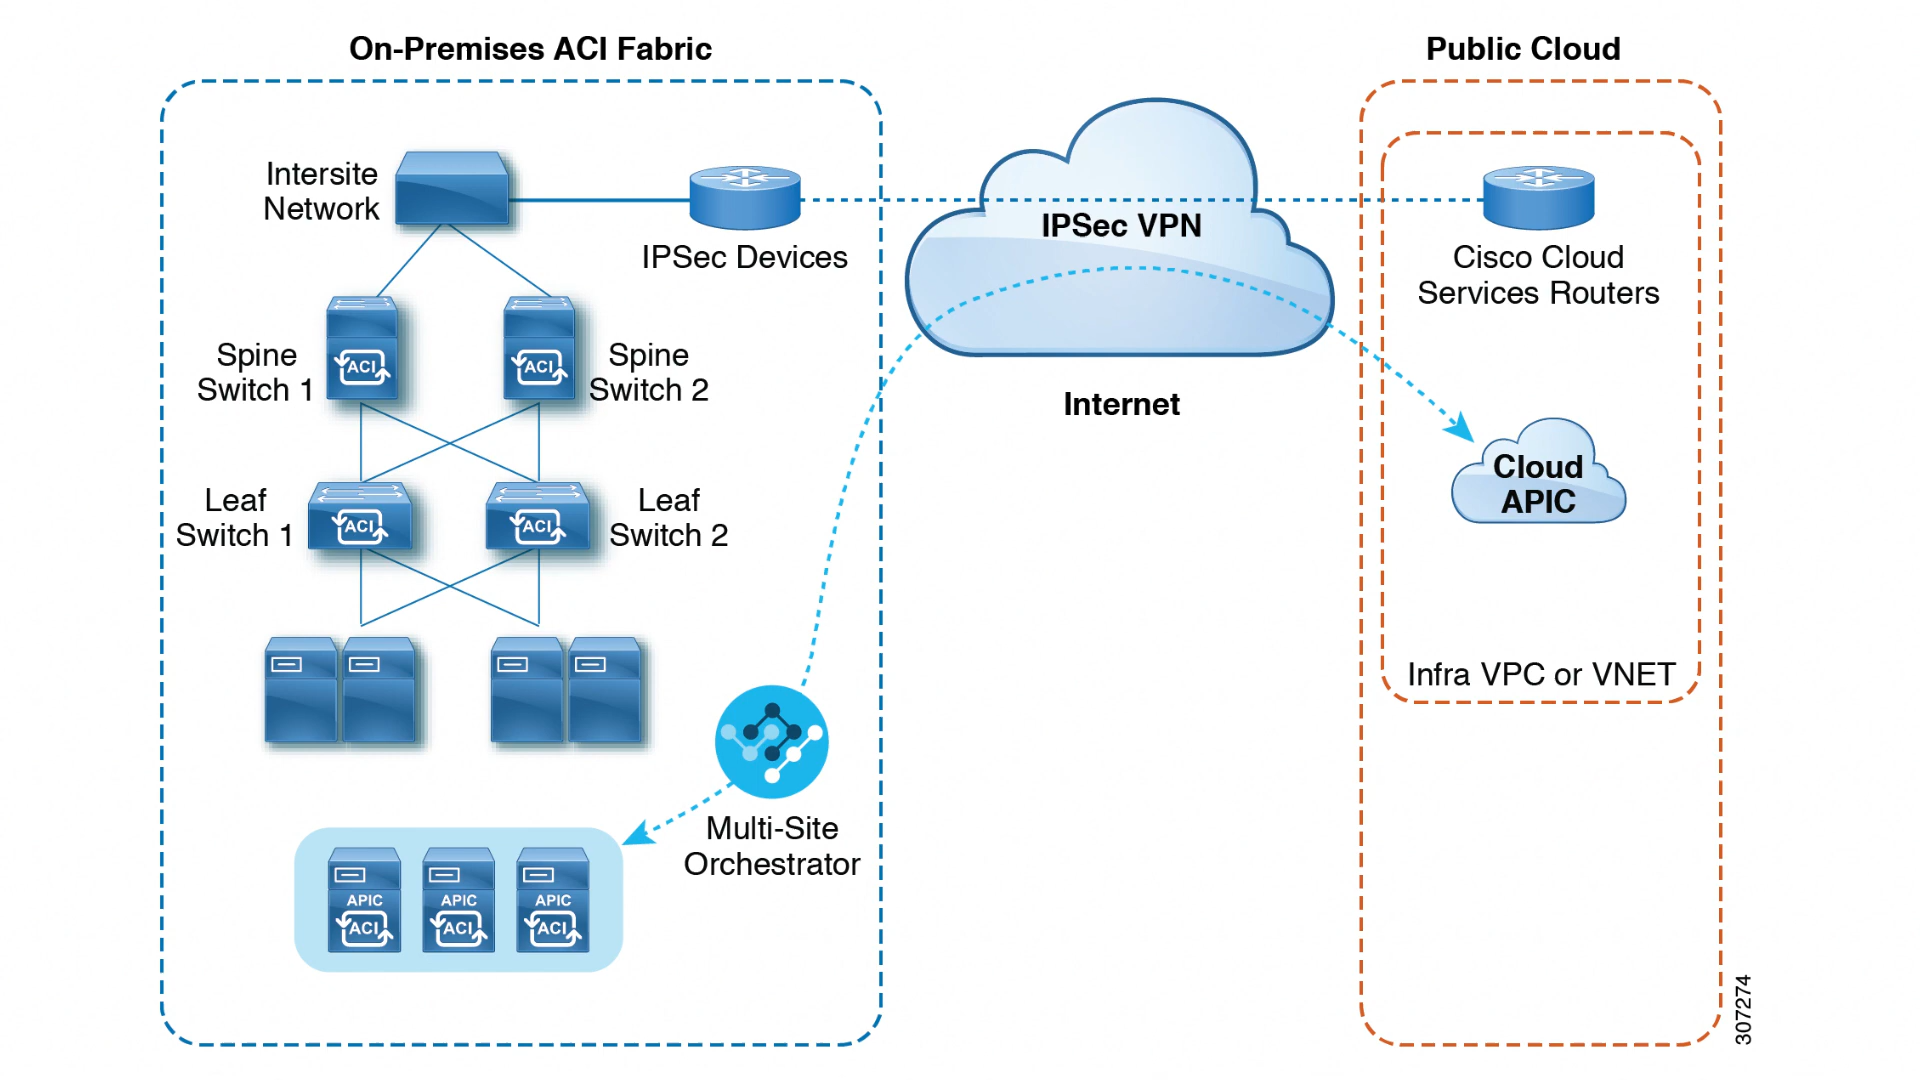 On-Premises ACI Fabric
Public Cloud
Intersite
Network
IPSec Devices
IPSec VPN
Internet
Cisco Cloud
Services Routers
Spine
Switch 1
ACI
ACI
Spine
Switch 2
Leaf
Switch 1
ACI
ACI
Leaf
Switch 2
Cloud
APIC
Infra VPC or VNET
Multi-Site
Orchestrator
APIC
ACI
APIC
ACI
APIC
ACI
307274